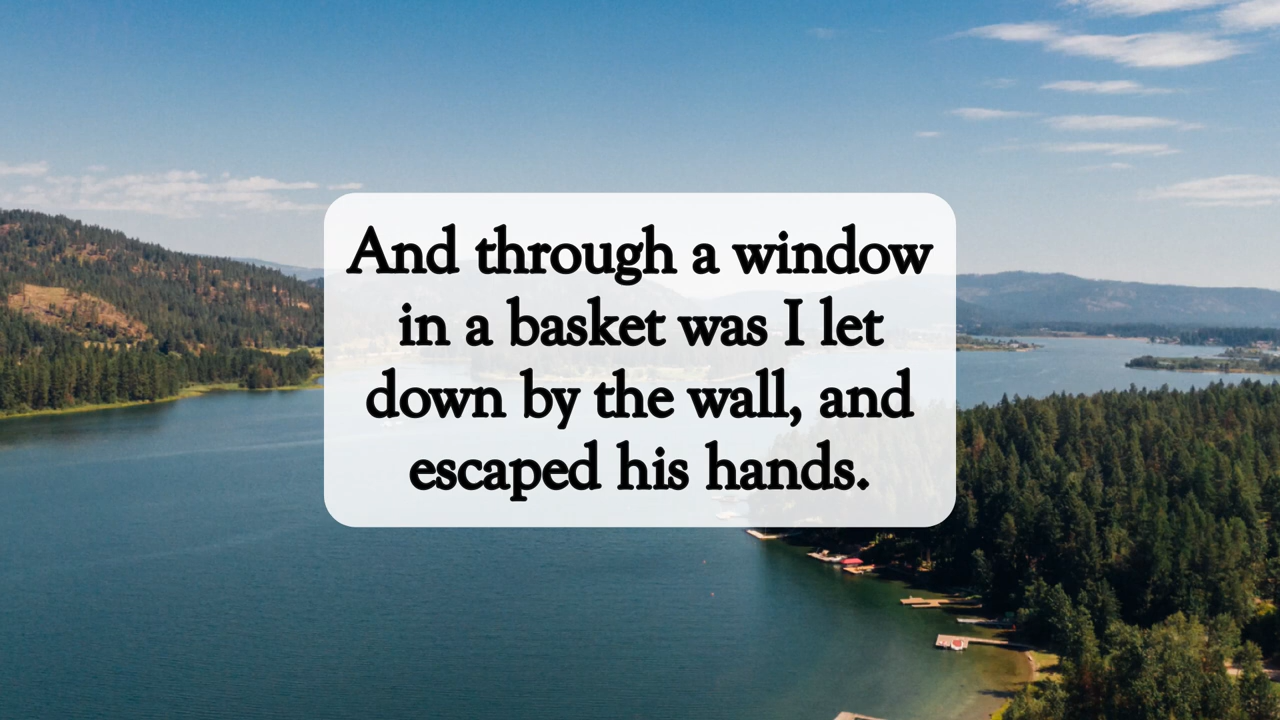 And through a window
in a basket was I let
down by the wall, and
escaped his hands.